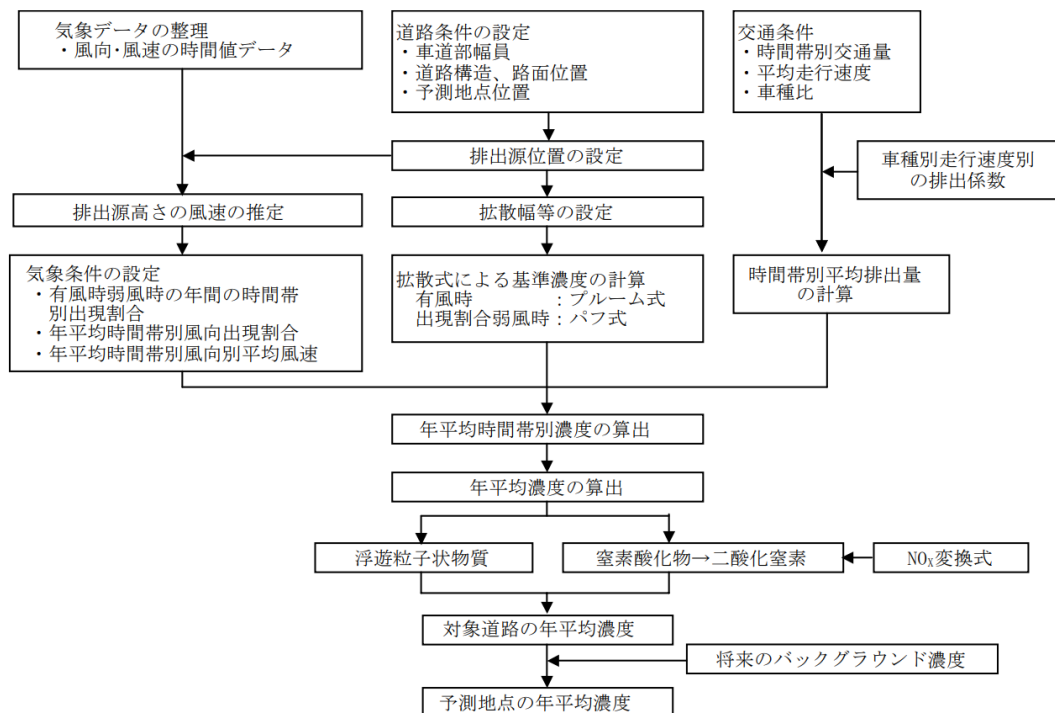 気象データの整理
・風向・風速の時間値データ
道路条件の設定
・車道部幅員
・道路構造、路面位置
・予測地点位置
交通条件
・時間帯別交通量
・平均走行速度
・車種比
排出源位置の設定
車種別走行速度別
の排出係数
排出源高さの風速の推定
拡散幅等の設定
気象条件の設定
・有風時弱風時の年間の時間帯
別出現割合
・年平均時間帯別風向出現割合
・年平均時間帯別風向別平均風速
拡散式による基準濃度の計算
有風時　　　　　：プルーム式
出現割合弱風時：パフ式
時間帯別平均排出量
の計算
年平均時間帯別濃度の算出
年平均濃度の算出
浮遊粒子状物質
窒素酸化物→二酸化窒素
NOX変換式
対象道路の年平均濃度
将来のバックグラウンド濃度
予測地点の年平均濃度